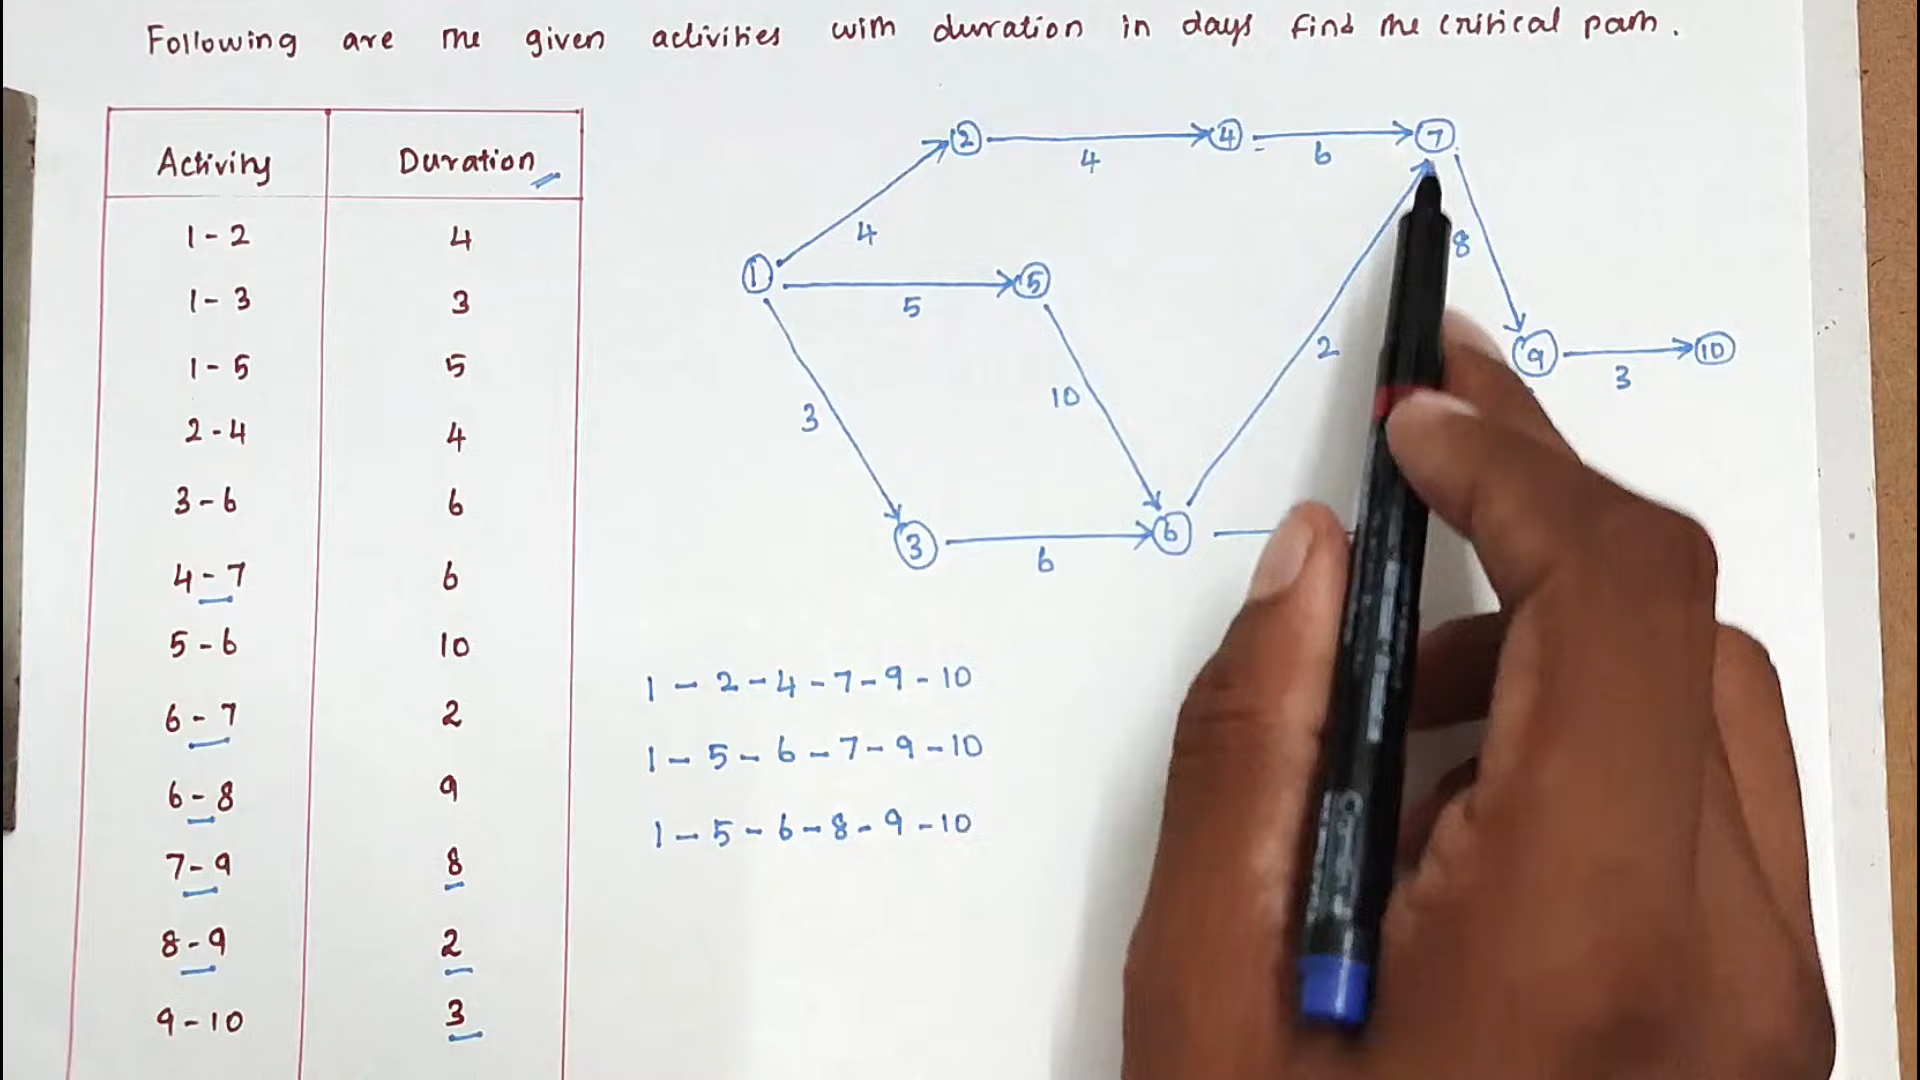 Following are the given activities with duration in days find the critical path.
Activity Duration
1 - 2 4
1 - 3 3
1 - 5 5
2 - 4 4
3 - 6 6
4 - 7 6
5 - 6 10
6 - 7 2
6 - 8 9
7 - 9 8
8 - 9 2
9 - 10 3
2 4 4 6 7
4
1 5 5
8
2 9 3 10
10
3
3 6 6
1 - 2 - 4 - 7 - 9 - 10
1 - 5 - 6 - 7 - 9 - 10
1 - 5 - 6 - 8 - 9 - 10